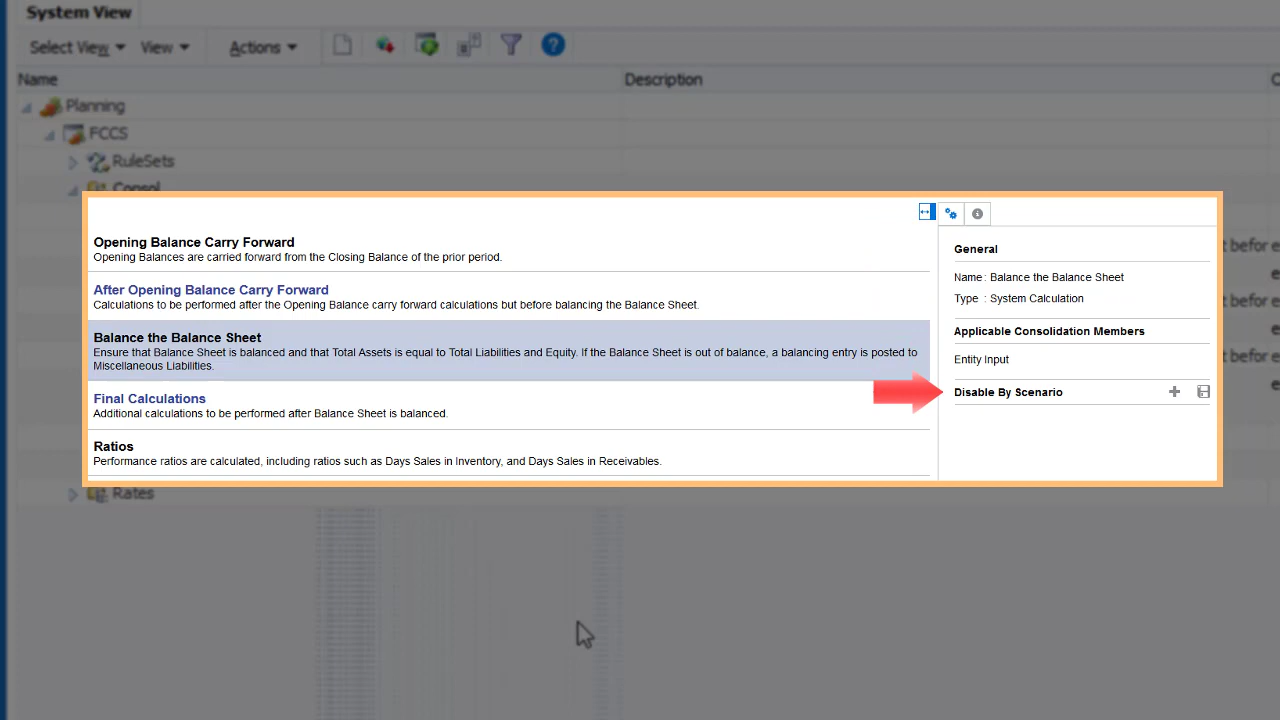 System View
Select View
View
Actions
Name
Description
Planning
FCCS
RuleSets
Consol
Opening Balance Carry Forward
Opening Balances are carried forward from the Closing Balance of the prior period.
After Opening Balance Carry Forward
Calculations to be performed after the Opening Balance carry forward calculations but before balancing the Balance Sheet.
Balance the Balance Sheet
Ensure that Balance Sheet is balanced and that Total Assets is equal to Total Liabilities and Equity. If the Balance Sheet is out of balance, a balancing entry is posted to
Miscellaneous Liabilities.
Final Calculations
Additional calculations to be performed after Balance Sheet is balanced.
Ratios
Performance ratios are calculated, including ratios such as Days Sales in Inventory, and Days Sales in Receivables.
General
Name : Balance the Balance Sheet
Type : System Calculation
Applicable Consolidation Members
Entity Input
Disable By Scenario
Rates